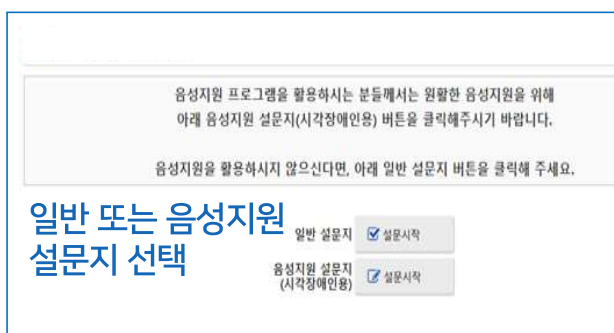 음성지원 프로그램을 활용하시는 분들께서는 원활한 음성지원을 위해
아래 음성지원 설문지(시각장애인용) 버튼을 클릭해주시기 바랍니다.
음성지원을 활용하시지 않으신다면, 아래 일반 설문지 버튼을 클릭해 주세요.
일반 또는 음성지원
설문지 선택
일반 설문지 설문시작
음성지원 설문지
(시각장애인용) 설문시작